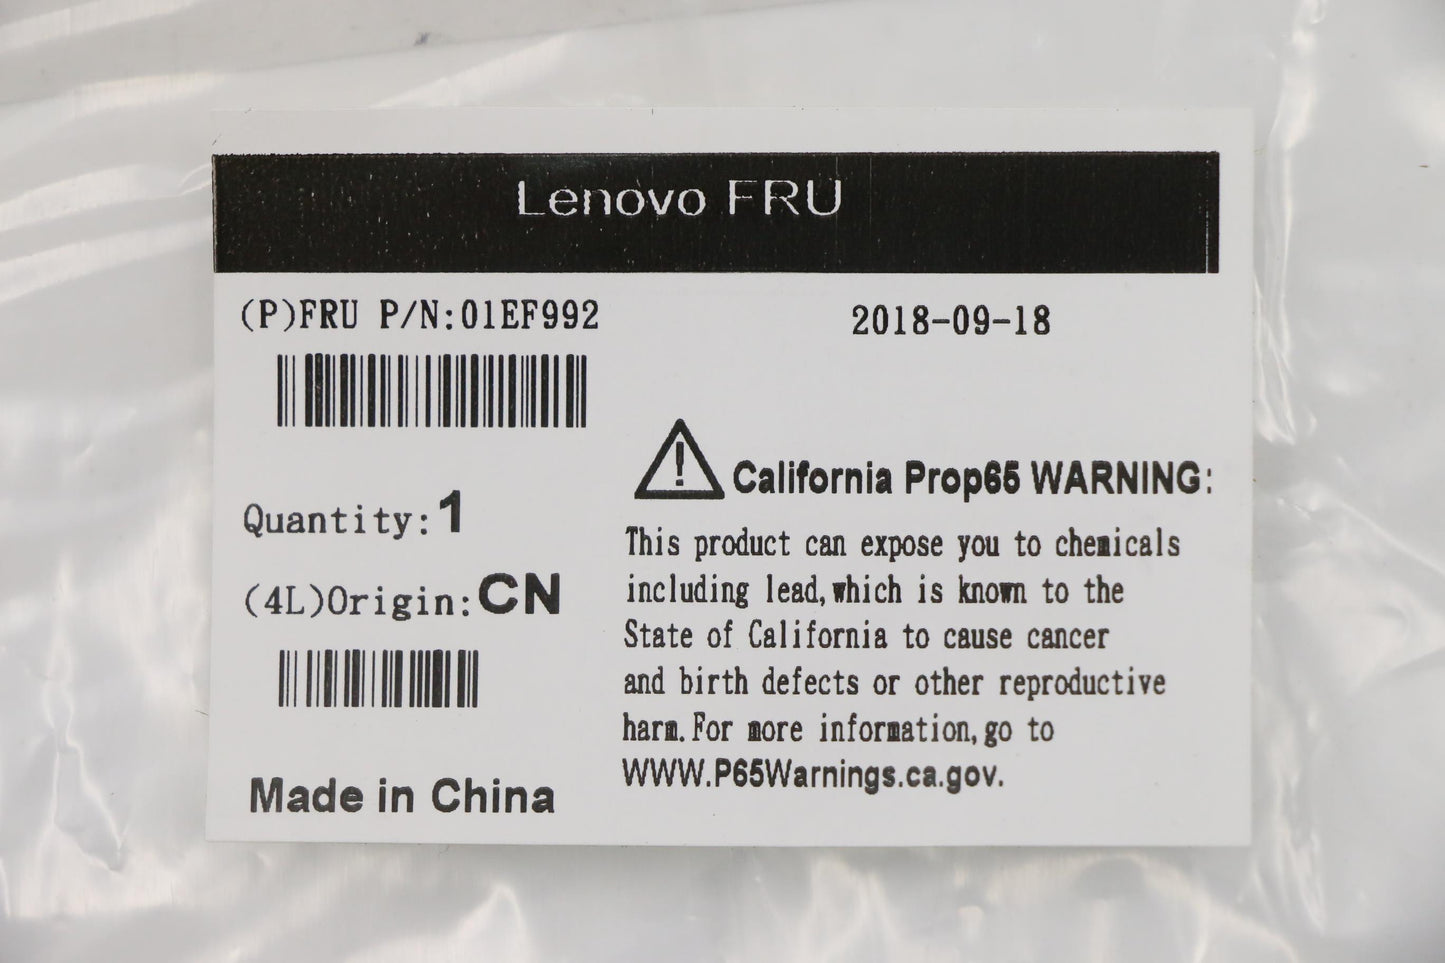 Lenovo FRU
(P)FRU P/N:01EF992
2018-09-18
Quantity:1
(4L)Origin:CN
Made in China
California Prop65 WARNING:
This product can expose you to chemicals
including lead,which is known to the
State of California to cause cancer
and birth defects or other reproductive
harm.For more information,go to
WWW.P65Warnings.ca.gov.